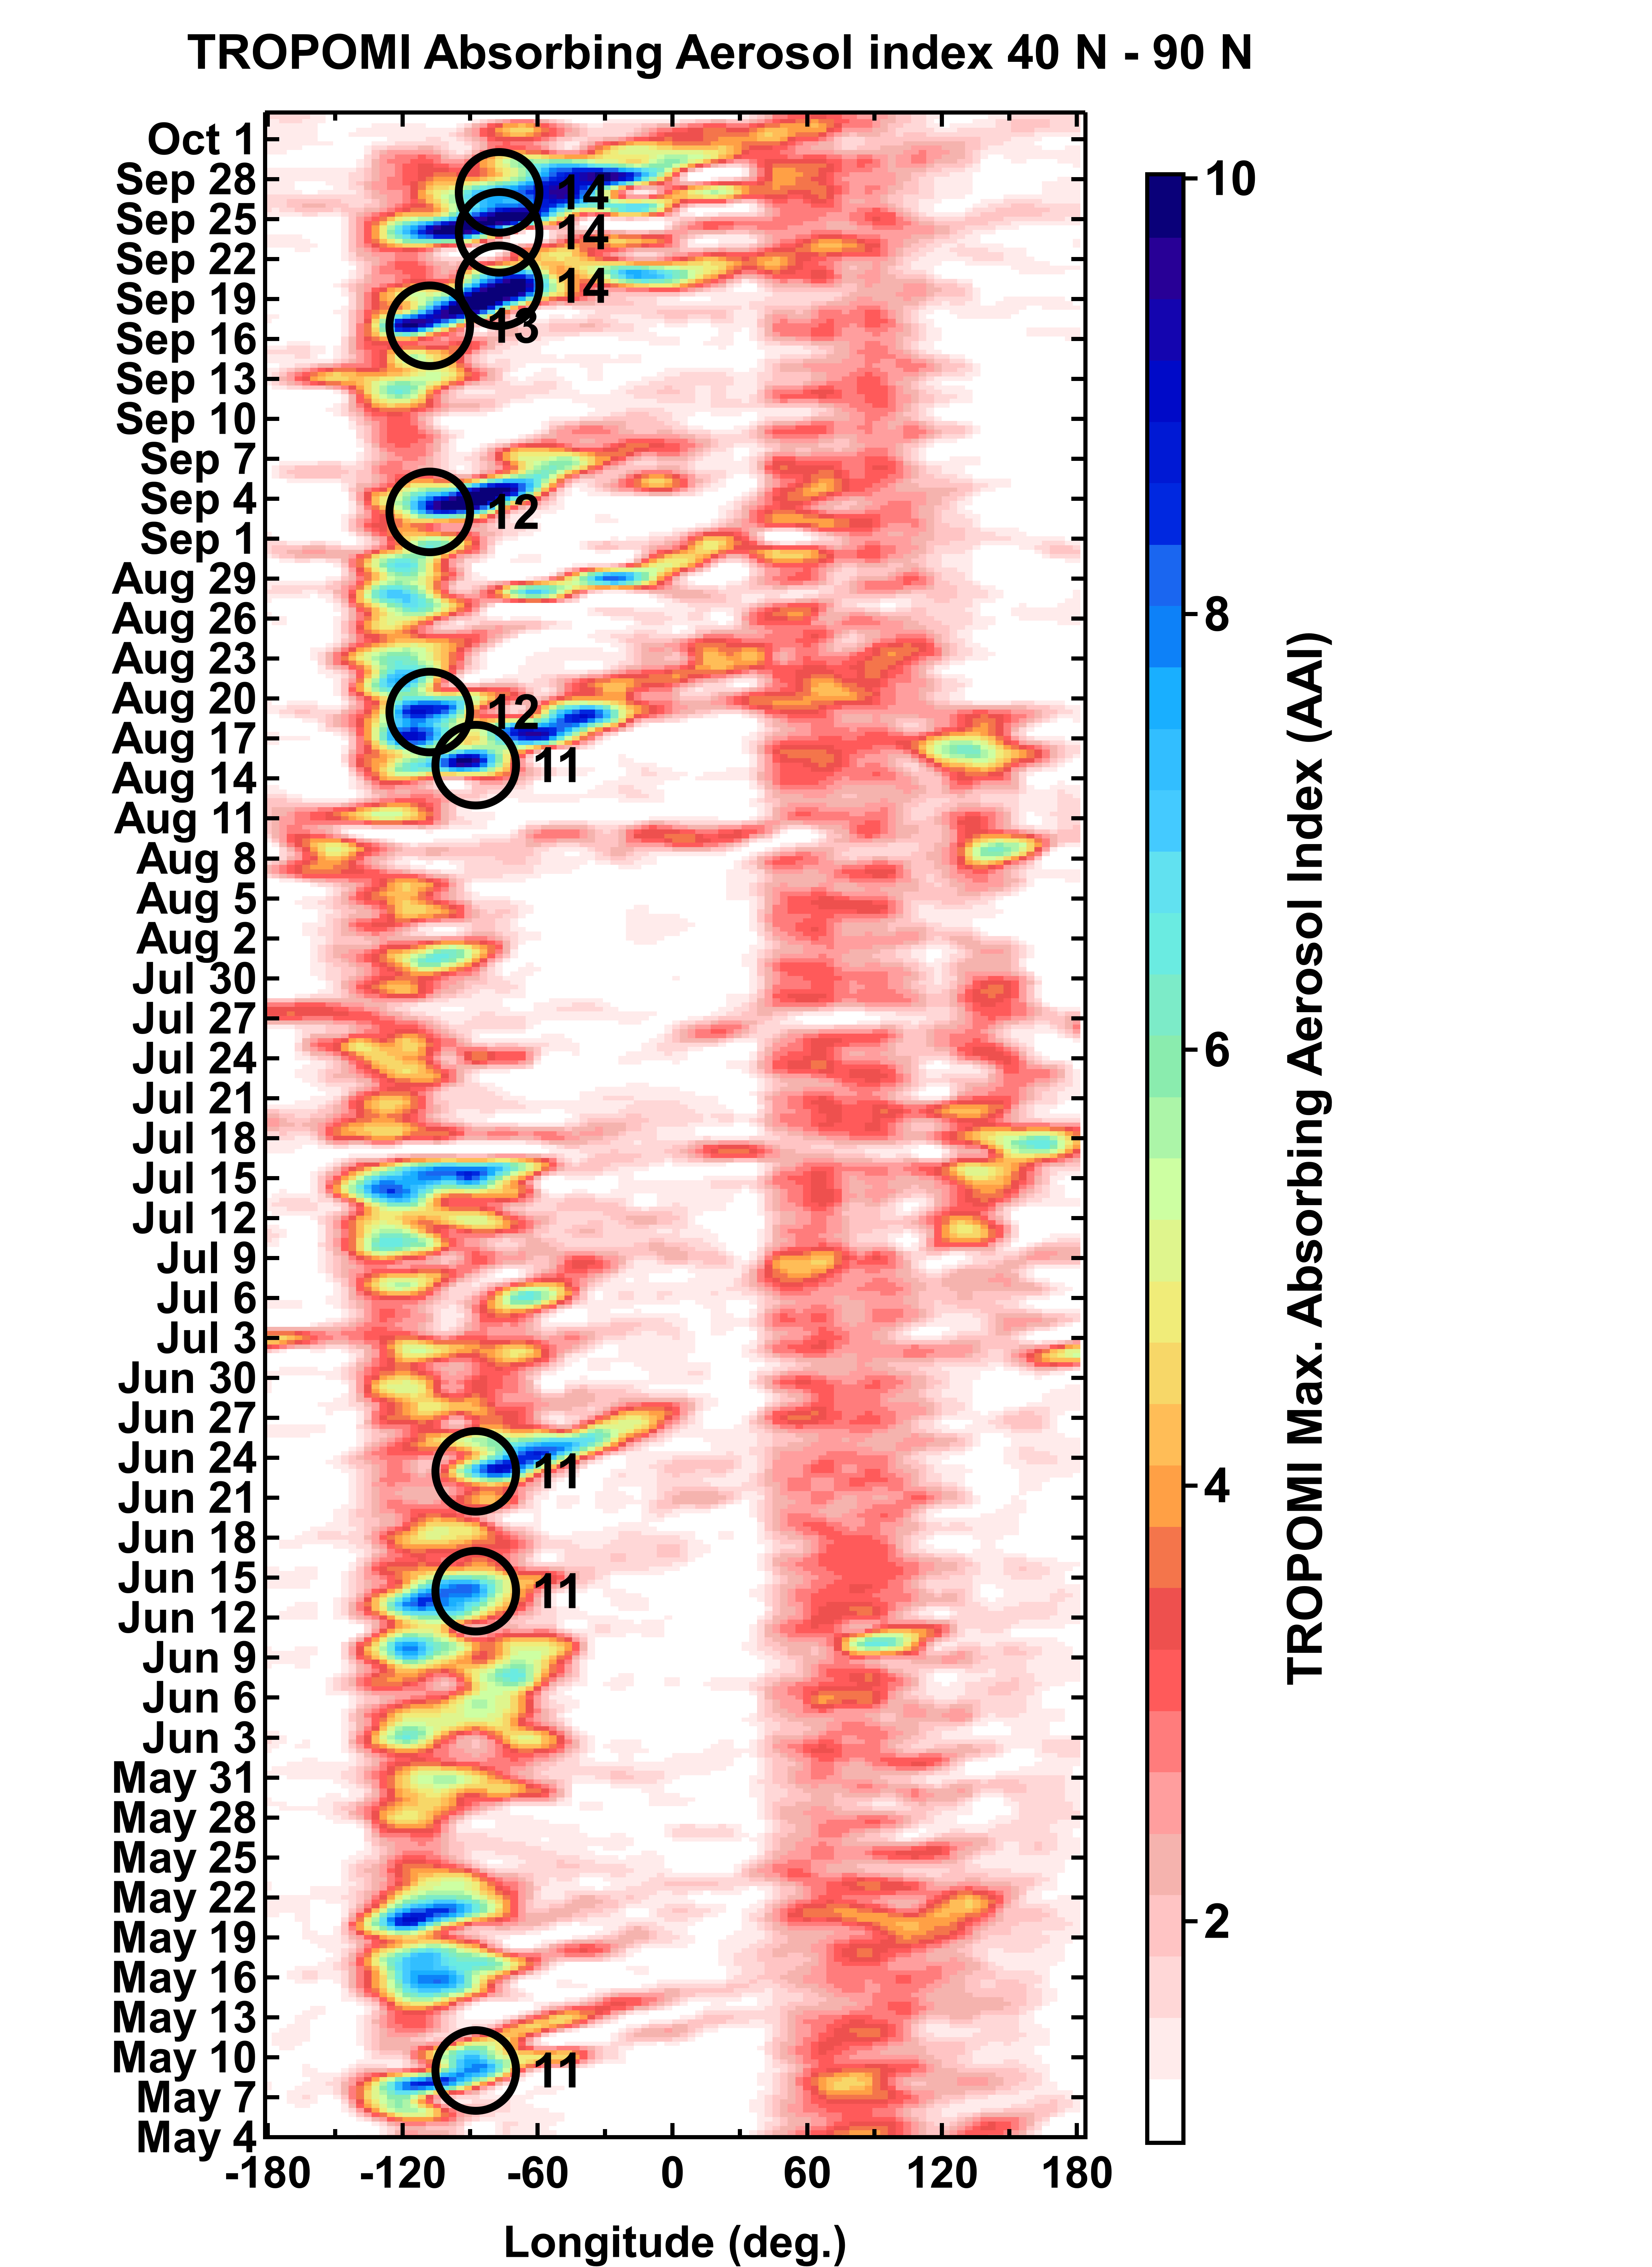 TROPOMI Absorbing Aerosol index 40 N - 90 N
Oct 1
Sep 28
Sep 25
Sep 22
Sep 19
Sep 16
Sep 13
Sep 10
Sep 7
Sep 4
Sep 1
Aug 29
Aug 26
Aug 23
Aug 20
Aug 17
Aug 14
Aug 11
Aug 8
Aug 5
Aug 2
Jul 30
Jul 27
Jul 24
Jul 21
Jul 18
Jul 15
Jul 12
Jul 9
Jul 6
Jul 3
Jun 30
Jun 27
Jun 24
Jun 21
Jun 18
Jun 15
Jun 12
Jun 9
Jun 6
Jun 3
May 31
May 28
May 25
May 22
May 19
May 16
May 13
May 10
May 7
May 4
14
14
14
13
12
12
11
11
11
11
-180 -120 -60 0 60 120 180
Longitude (deg.)
10
8
6
4
2
TROPOMI Max. Absorbing Aerosol Index (AAI)